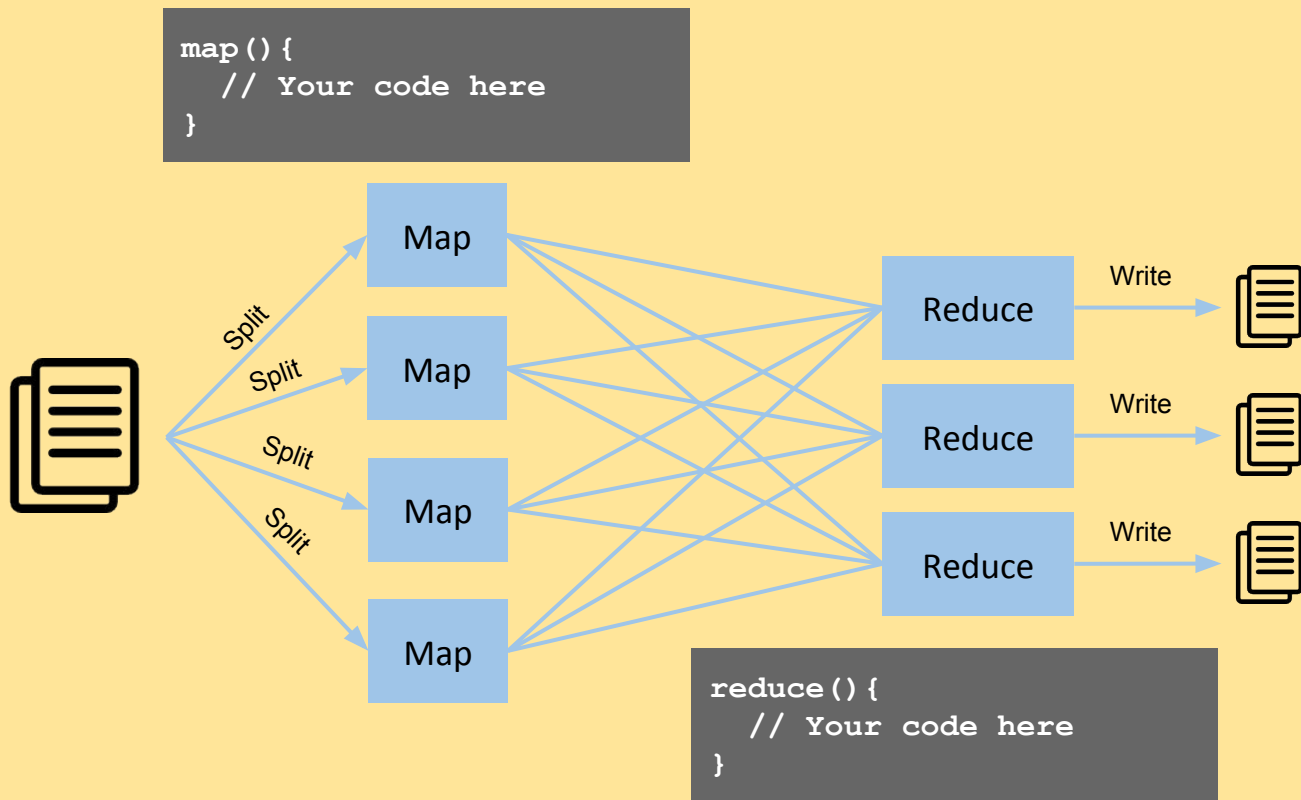 map(){
  // Your code here
}
Split
Split
Split
Split
Map
Map
Map
Map
Reduce
Reduce
Reduce
Write
Write
Write
reduce(){
  // Your code here
}